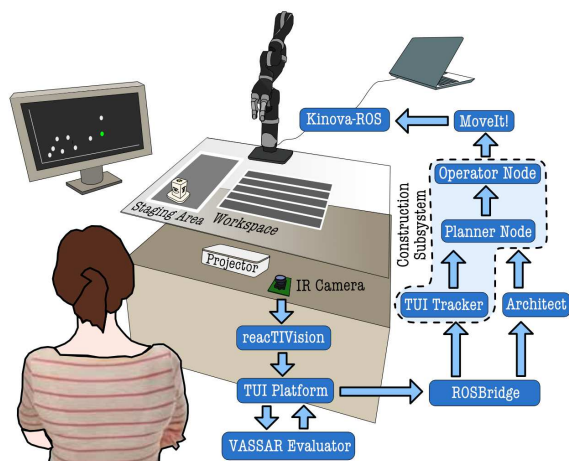 Kinova-ROS
MoveIt!
Operator Node
Construction
Subsystem
Planner Node
Staging Area
Workspace
Projector
IR Camera
TUI Tracker
Architect
reacTIVision
TUI Platform
ROSBridge
VASSAR Evaluator